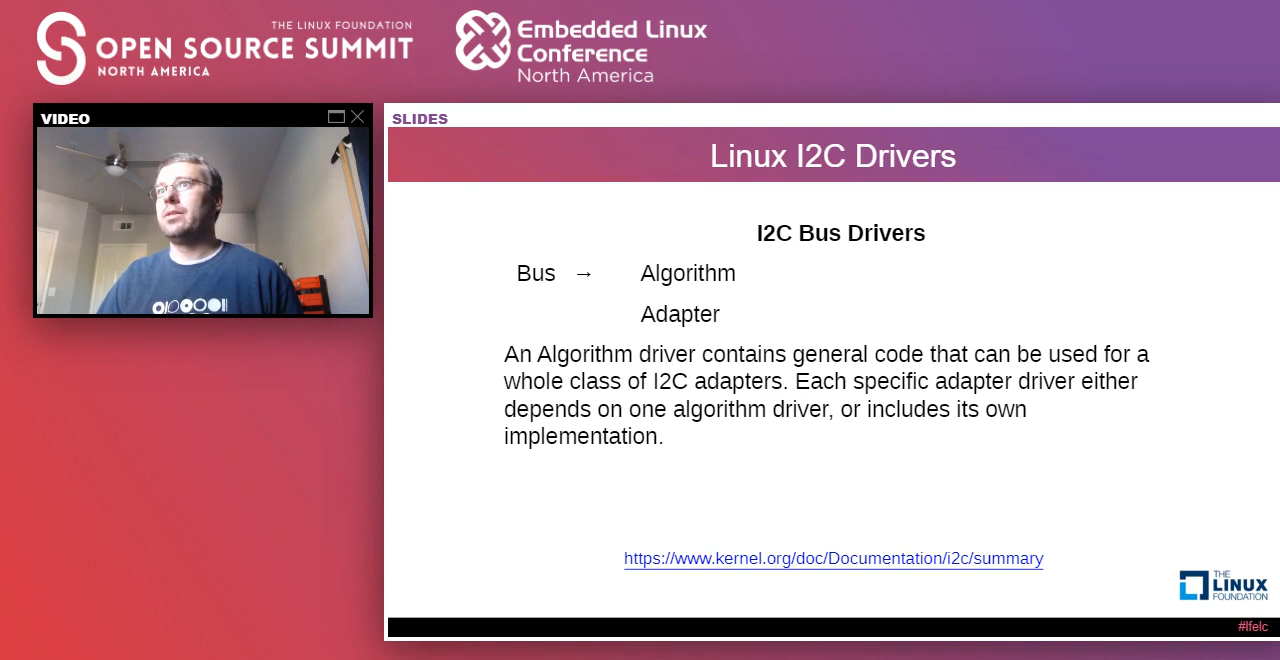 THE LINUX FOUNDATION
OPEN SOURCE SUMMIT
NORTH AMERICA
Embedded Linux
Conference
North America
VIDEO
SLIDES
Linux I2C Drivers
I2C Bus Drivers
Bus → Algorithm
Adapter
An Algorithm driver contains general code that can be used for a
whole class of I2C adapters. Each specific adapter driver either
depends on one algorithm driver, or includes its own
implementation.
https://www.kernel.org/doc/Documentation/i2c/summary
THE
LINUX
FOUNDATION
#lfelc